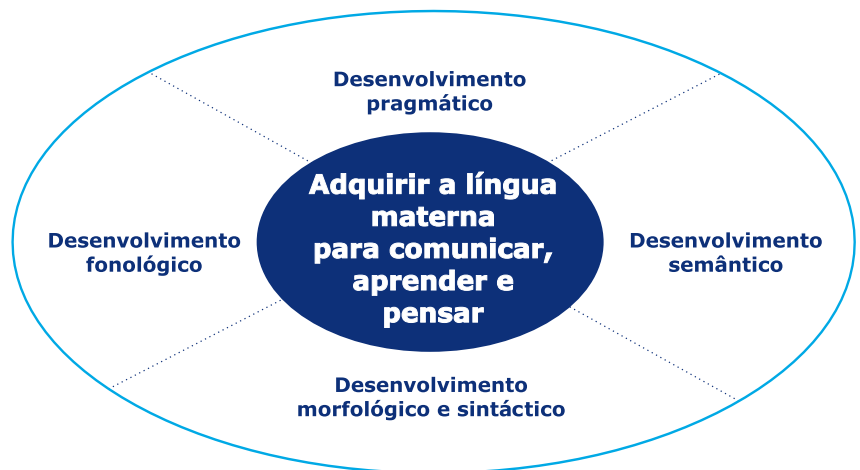 Desenvolvimento
pragmático
Adquirir a língua
materna
para comunicar,
aprender e
pensar
Desenvolvimento
fonológico
Desenvolvimento
semântico
Desenvolvimento
morfológico e sintáctico